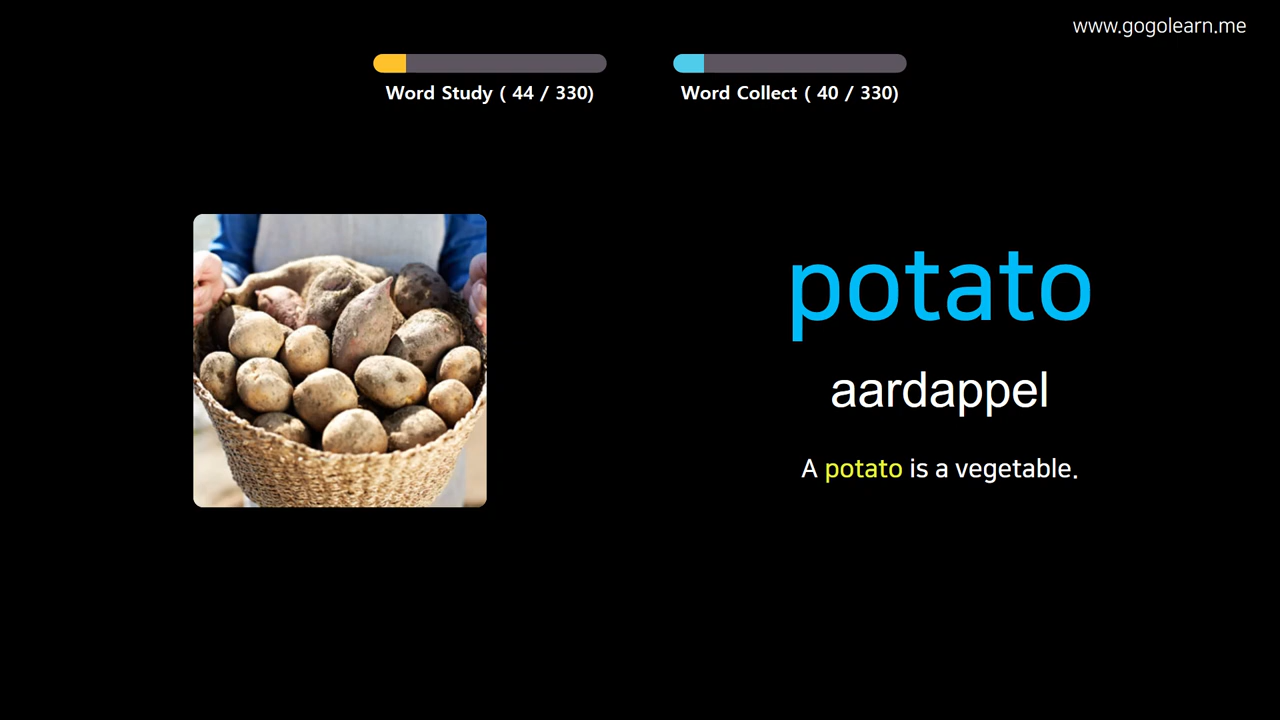 www.gogolearn.me
Word Study ( 44 / 330)
Word Collect ( 40 / 330)
potato
aardappel
A potato is a vegetable.